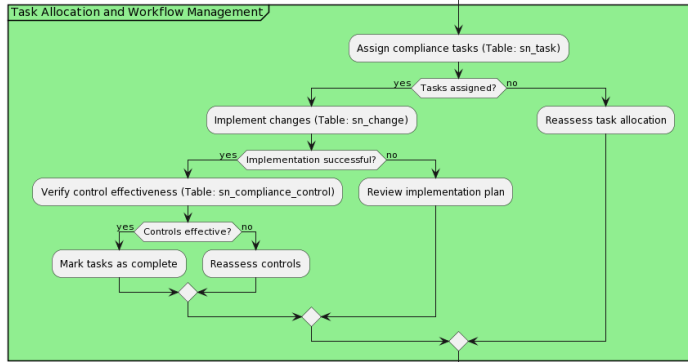 Task Allocation and Workflow Management
Assign compliance tasks (Table: sn_task)
yes
Tasks assigned?
no
Implement changes (Table: sn_change)
Reassess task allocation
yes
Implementation successful?
no
Verify control effectiveness (Table: sn_compliance_control)
Review implementation plan
yes
Controls effective?
no
Mark tasks as complete
Reassess controls